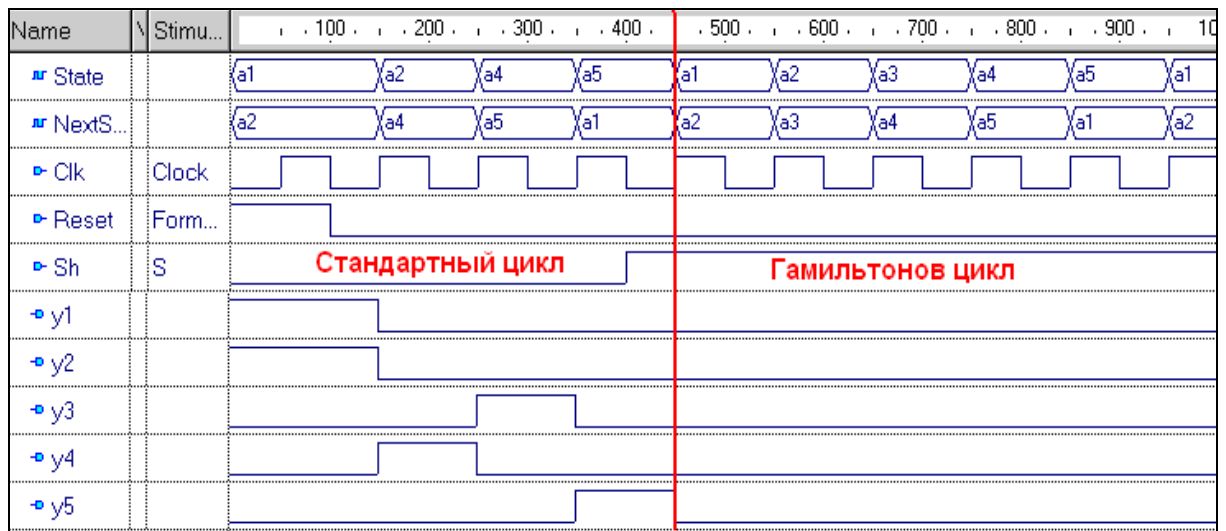 Name \ Stimu... 100 200 300 400 500 600 700 800 900 10
State a1 a2 a4 a5 a1 a2 a3 a4 a5 a1
NextS... a2 a4 a5 a1 a2 a3 a4 a5 a1 a2
Clk Clock
Reset Form...
Sh S Стандартный цикл Гамильтонов цикл
y1
y2
y3
y4
y5